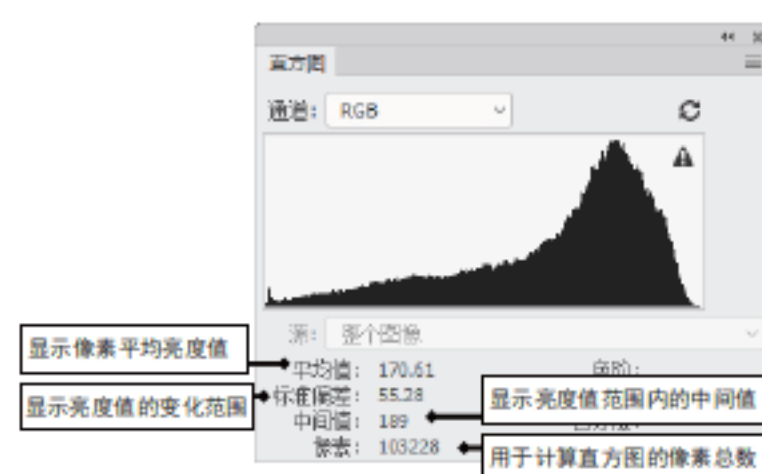 直方图
通道： RGB
源： 整个图像
显示像素平均亮度值
平均值： 170.61
色阶：
标准偏差： 55.28
显示亮度值的变化范围
显示亮度值范围内的中间值
中间值： 189
像素： 103228
用于计算直方图的像素总数